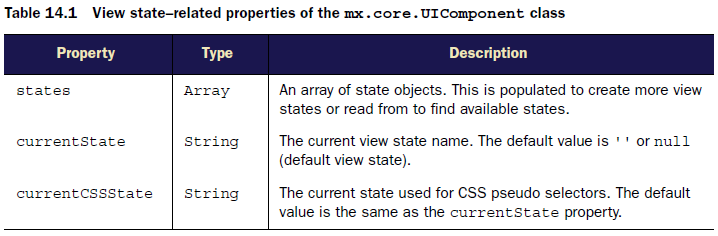 Table 14.1 View state–related properties of the mx.core.UIComponent class
Property Type Description
states Array An array of state objects. This is populated to create more view
states or read from to find available states.
currentState String The current view state name. The default value is '' or null
(default view state).
currentCSSState String The current state used for CSS pseudo selectors. The default
value is the same as the currentState property.